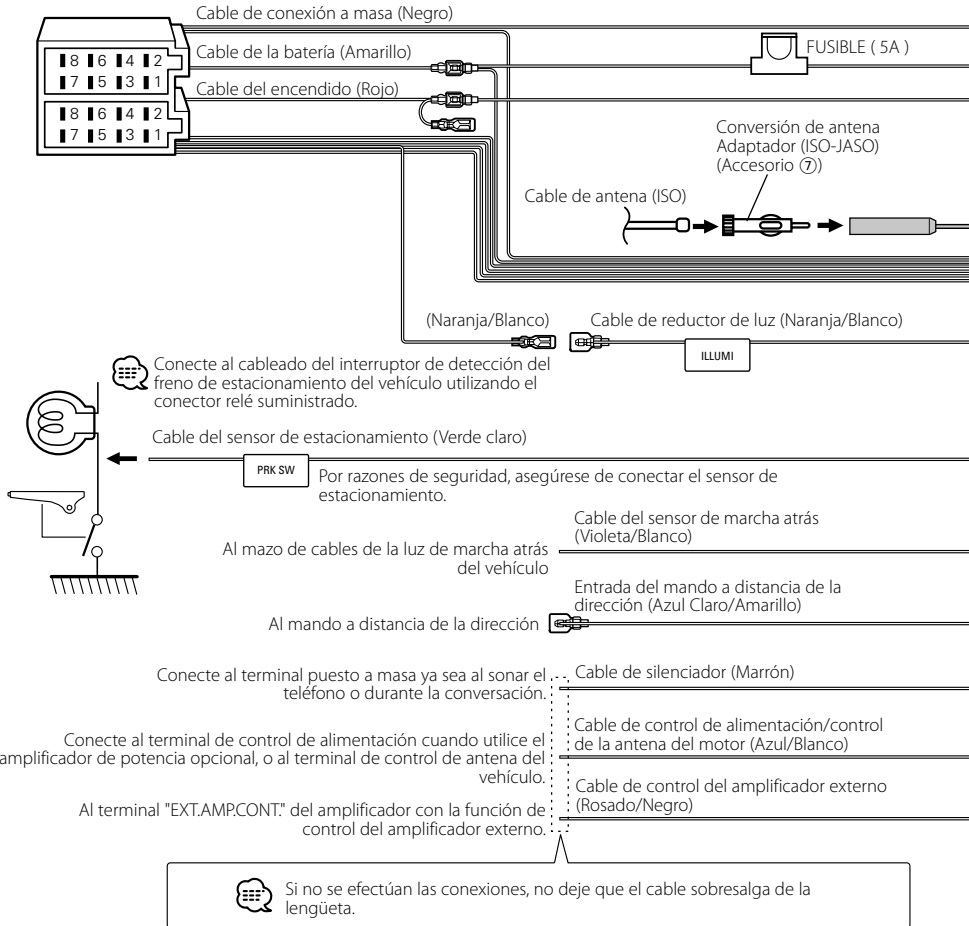 Cable de conexión a masa (Negro)
Cable de la batería (Amarillo)
FUSIBLE ( 5A )
8 6 4 2
7 5 3 1
Cable del encendido (Rojo)
8 6 4 2
7 5 3 1
Conversión de antena
Adaptador (ISO-JASO)
(Accesorio ⑦)
Cable de antena (ISO)
(Naranja/Blanco)
Cable de reductor de luz (Naranja/Blanco)
ILLUMI
Conecte al cableado del interruptor de detección del
freno de estacionamiento del vehículo utilizando el
conector relé suministrado.
Cable del sensor de estacionamiento (Verde claro)
PRK SW
Por razones de seguridad, asegúrese de conectar el sensor de
estacionamiento.
Cable del sensor de marcha atrás
(Violeta/Blanco)
Al mazo de cables de la luz de marcha atrás
del vehículo
Entrada del mando a distancia de la
dirección (Azul Claro/Amarillo)
Al mando a distancia de la dirección
Conecte al terminal puesto a masa ya sea al sonar el
teléfono o durante la conversación.
Cable de silenciador (Marrón)
Conecte al terminal de control de alimentación cuando utilice el
amplificador de potencia opcional, o al terminal de control de antena del
vehículo.
Cable de control de alimentación/control
de la antena del motor (Azul/Blanco)
Al terminal "EXT.AMP.CONT." del amplificador con la función de
control del amplificador externo.
Cable de control del amplificador externo
(Rosado/Negro)
Si no se efectúan las conexiones, no deje que el cable sobresalga de la
lengüeta.